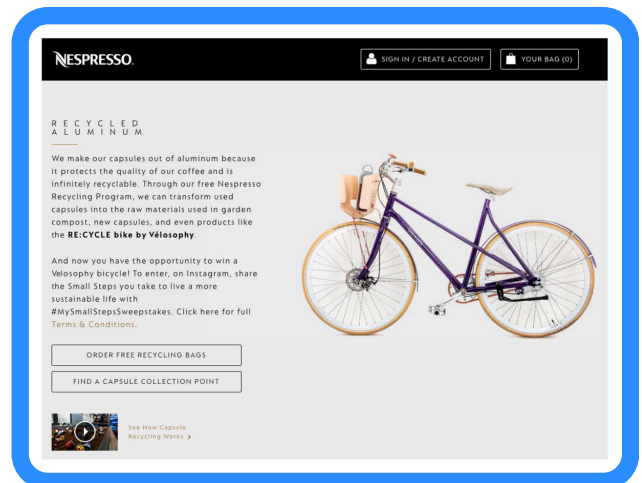 NESPRESSO.
SIGN IN / CREATE ACCOUNT
YOUR BAG (0)
RECYCLED
ALUMINUM
We make our capsules out of aluminum because
it protects the quality of our coffee and is
infinitely recyclable. Through our free Nespresso
Recycling Program, we can transform used
capsules into the raw materials used in garden
compost, new capsules, and even products like
the RE:CYCLE bike by Vélosophy.
And now you have the opportunity to win a
Velosophy bicycle! To enter, on Instagram, share
the Small Steps you take to live a more
sustainable life with
#MySmallStepsSweepstakes. Click here for full
Terms & Conditions.
ORDER FREE RECYCLING BAGS
FIND A CAPSULE COLLECTION POINT
See How Capsule
Recycling Works >